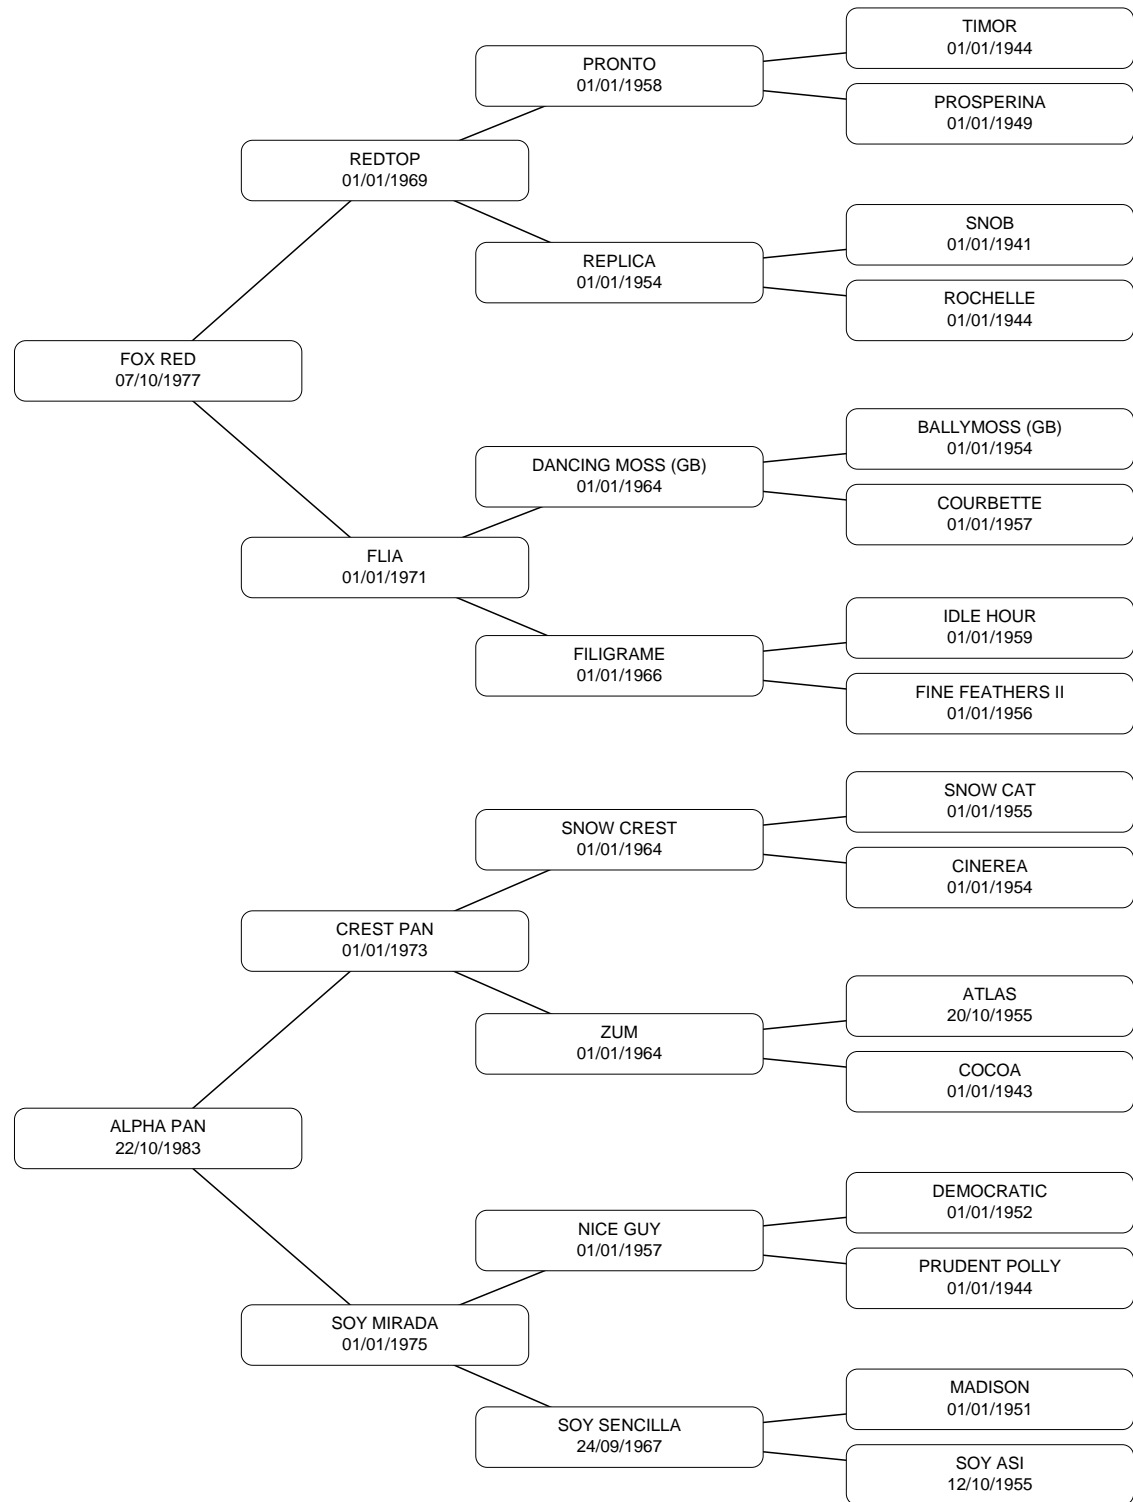 TIMOR
01/01/1944
PRONTO
01/01/1958
PROSPERINA
01/01/1949
REDTOP
01/01/1969
SNOB
01/01/1941
REPLICA
01/01/1954
ROCHELLE
01/01/1944
FOX RED
07/10/1977
BALLYMOSS (GB)
01/01/1954
DANCING MOSS (GB)
01/01/1964
COURBETTE
01/01/1957
FLIA
01/01/1971
IDLE HOUR
01/01/1959
FILIGRAME
01/01/1966
FINE FEATHERS II
01/01/1956
SNOW CAT
01/01/1955
SNOW CREST
01/01/1964
CINEREA
01/01/1954
CREST PAN
01/01/1973
ATLAS
20/10/1955
ZUM
01/01/1964
COCOA
01/01/1943
ALPHA PAN
22/10/1983
DEMOCRATIC
01/01/1952
NICE GUY
01/01/1957
PRUDENT POLLY
01/01/1944
SOY MIRADA
01/01/1975
MADISON
01/01/1951
SOY SENCILLA
24/09/1967
SOY ASI
12/10/1955